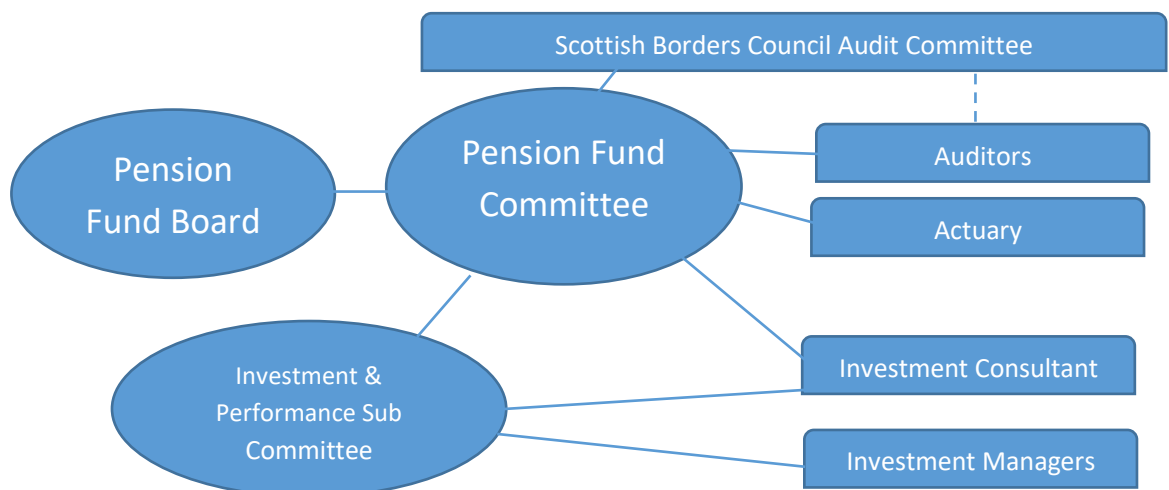 Scottish Borders Council Audit Committee
Pension
Fund Board
Pension Fund
Committee
Auditors
Actuary
Investment &
Performance Sub
Committee
Investment Consultant
Investment Managers